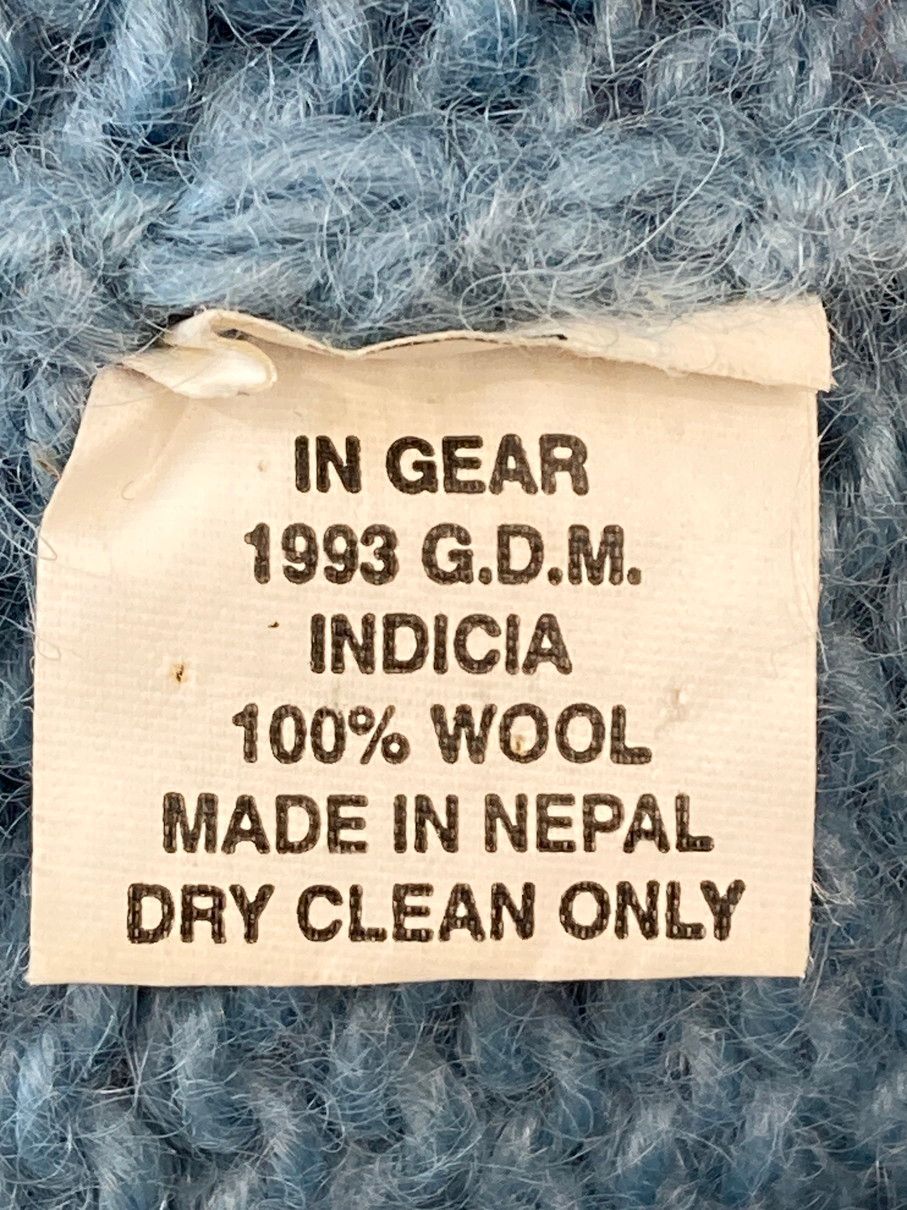 IN GEAR
1993 G.D.M.
INDICIA
100% WOOL
MADE IN NEPAL
DRY CLEAN ONLY